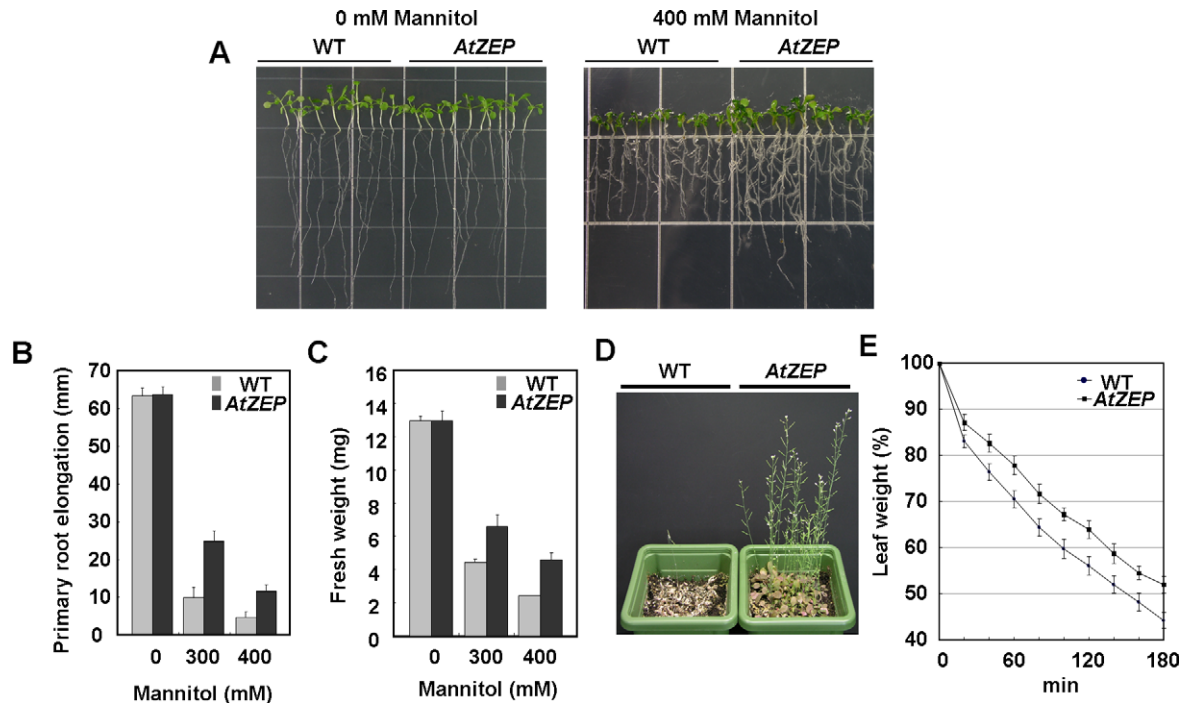 0 mM Mannitol
400 mM Mannitol
A
WT
AtZEP
WT
AtZEP
B
Primary root elongation (mm)
70
60
50
40
30
20
10
0
WT
AtZEP
0
300
400
Mannitol (mM)
C
Fresh weight (mg)
16
14
12
10
8
6
4
2
0
WT
AtZEP
0
300
400
Mannitol (mM)
D
WT
AtZEP
E
Leaf weight (%)
100
90
80
70
60
50
40
WT
AtZEP
0
60
120
180
min